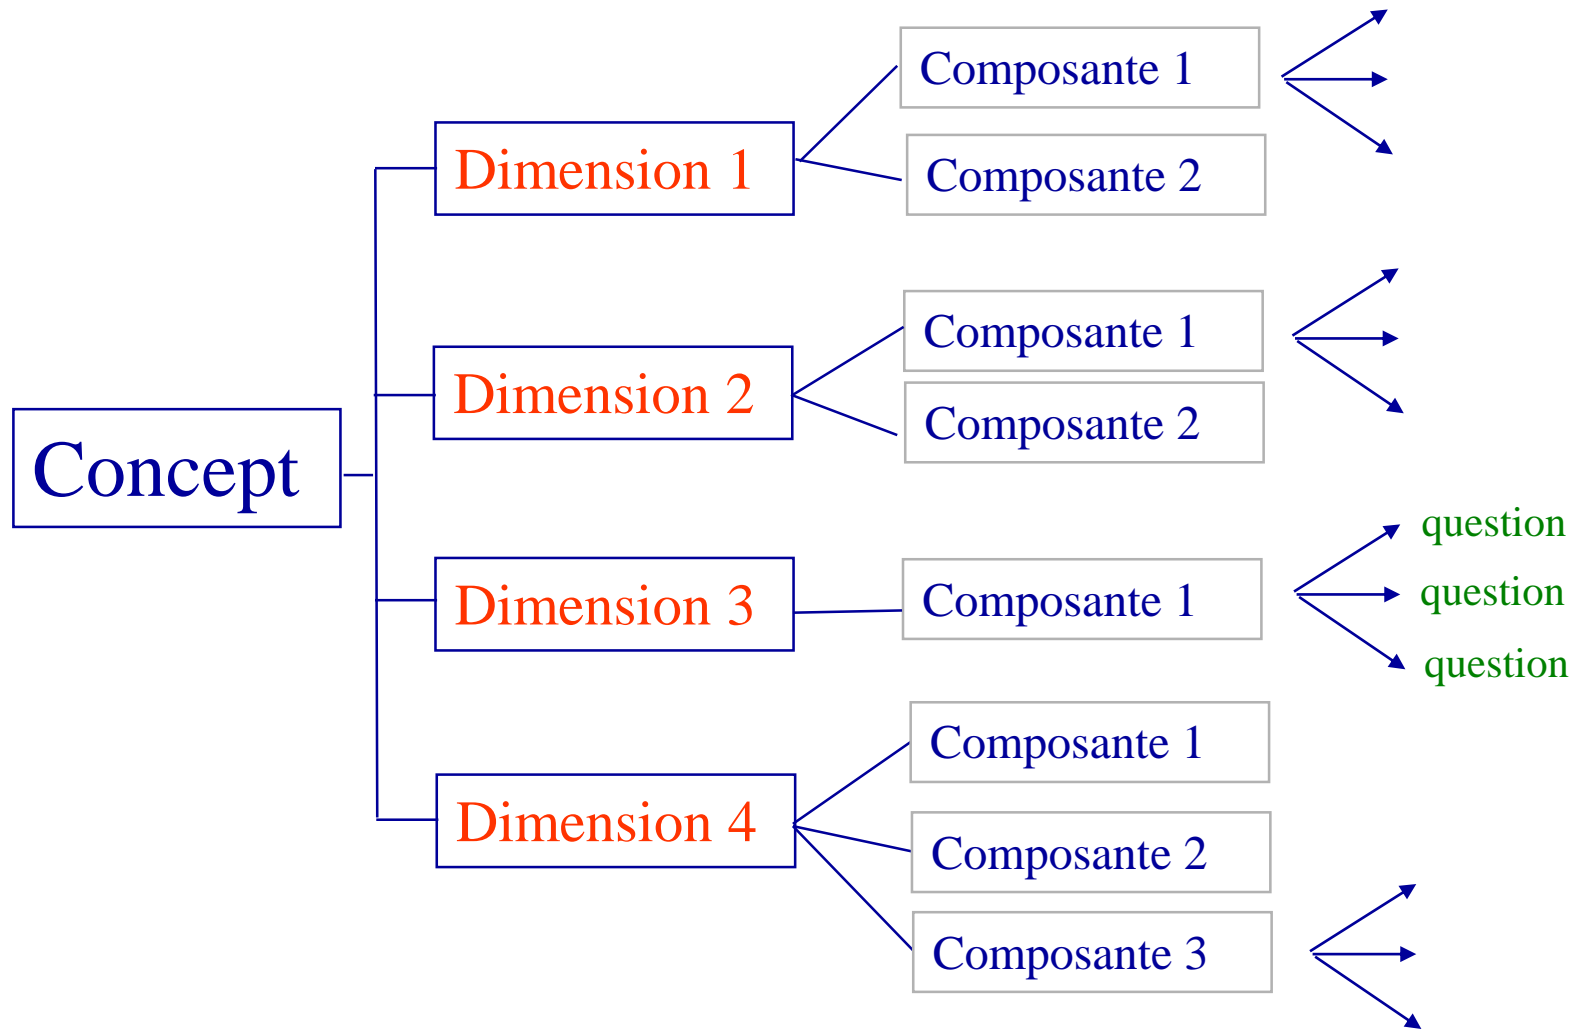 Concept
Dimension 1
Composante 1
Composante 2
Dimension 2
Composante 1
Composante 2
Dimension 3
Composante 1
question
question
question
Dimension 4
Composante 1
Composante 2
Composante 3